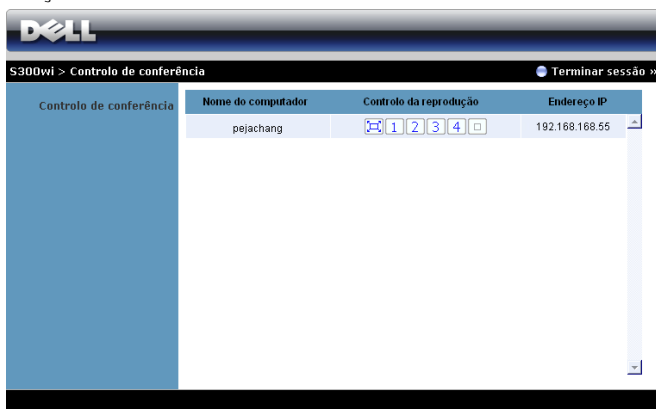 DELL
S300wi > Controlo de conferência
Terminar sessão »
Controlo de conferência
Nome do computador Controlo da reprodução Endereço IP
pejachang 1 2 3 4 192.168.168.55